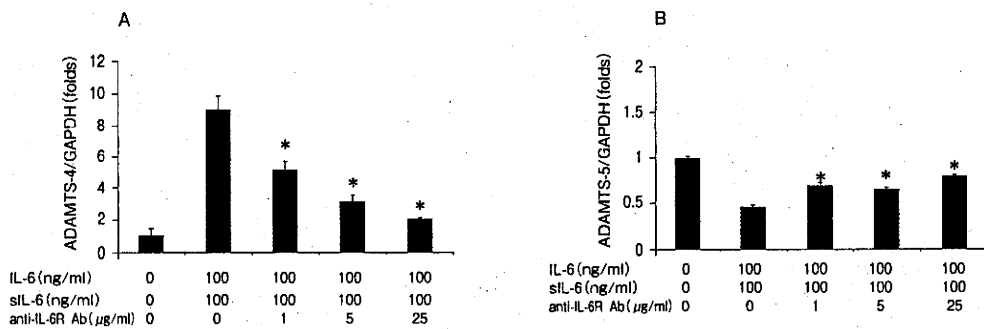 A
ADAMTS-4/GAPDH (folds)
12
10
8
6
4
2
0
*
*
*
IL-6 (ng/ml) 0 100 100 100 100
sIL-6 (ng/ml) 0 100 100 100 100
anti-IL-6R Ab (μg/ml) 0 0 1 5 25
B
ADAMTS-5/GAPDH (folds)
2
1.5
1
0.5
0
*
*
*
IL-6 (ng/ml) 0 100 100 100 100
sIL-6 (ng/ml) 0 100 100 100 100
anti-IL-6R Ab (μg/ml) 0 0 1 5 25